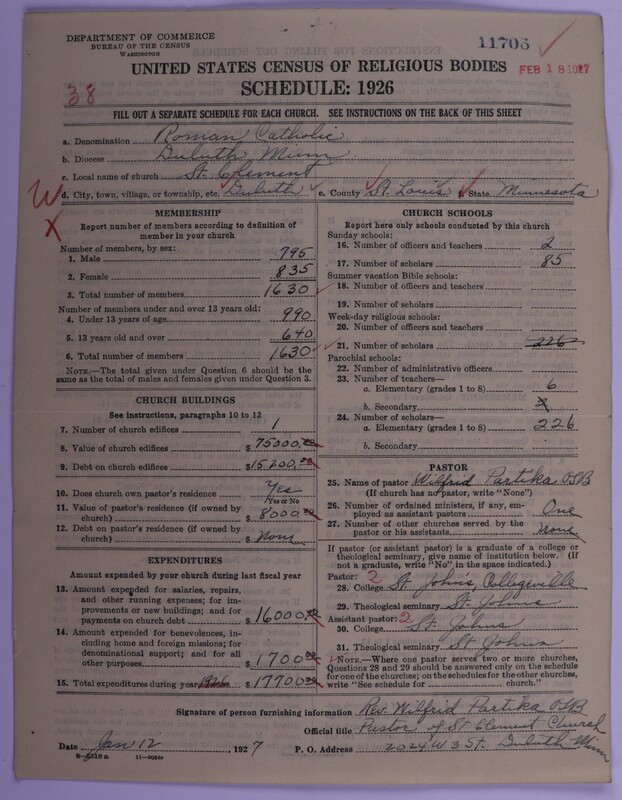 DEPARTMENT OF COMMERCE
BUREAU OF THE CENSUS
WASHINGTON
11706
FEB 18 1927
UNITED STATES CENSUS OF RELIGIOUS BODIES
SCHEDULE: 1926
38
FILL OUT A SEPARATE SCHEDULE FOR EACH CHURCH. SEE INSTRUCTIONS ON THE BACK OF THIS SHEET
a. Denomination Roman Catholic
b. Diocese Duluth, Minn
c. Local name of church St. Clement
d. City, town, village, or township, etc. Duluth e. County St. Louis f. State Minnesota
W
X
MEMBERSHIP
Report number of members according to definition of
member in your church
Number of members, by sex:
1. Male 795
2. Female 835
3. Total number of members 1630
Number of members under and over 13 years old:
4. Under 13 years of age 990
5. 13 years old and over 640
6. Total number of members 1630
NOTE.—The total given under Question 6 should be the
same as the total of males and females given under Question 3.
CHURCH BUILDINGS
See instructions, paragraphs 10 to 12
7. Number of church edifices 1
8. Value of church edifices $75000.00
9. Debt on church edifices $15200.00
10. Does church own pastor's residence Yes
Yes or No
11. Value of pastor's residence (if owned by
church) $8000.00
12. Debt on pastor's residence (if owned by
church) $None
EXPENDITURES
Amount expended by your church during last fiscal year
13. Amount expended for salaries, repairs,
and other running expenses; for im-
provements or new buildings; and for
payments on church debt $16000.00
14. Amount expended for benevolences, in-
cluding home and foreign missions; for
denominational support; and for all
other purposes $1700.00
15. Total expenditures during year 1926 $17700.00
CHURCH SCHOOLS
Report here only schools conducted by this church
Sunday schools:
16. Number of officers and teachers 2
17. Number of scholars 85
Summer vacation Bible schools:
18. Number of officers and teachers
19. Number of scholars
Week-day religious schools:
20. Number of officers and teachers
21. Number of scholars 226
Parochial schools:
22. Number of administrative officers
23. Number of teachers—
a. Elementary (grades 1 to 8) 6
b. Secondary
24. Number of scholars—
a. Elementary (grades 1 to 8) 226
b. Secondary
PASTOR
25. Name of pastor Wilfrid Partika, OSB
(If church has no pastor, write "None")
26. Number of ordained ministers, if any, em-
ployed as assistant pastors One
27. Number of other churches served by the
pastor or his assistants None
If pastor (or assistant pastor) is a graduate of a college or
theological seminary, give name of institution below. (If
not a graduate, write "No" in the space indicated.)
Pastor: 2
28. College St. John's, Collegeville
29. Theological seminary St. Johns
Assistant pastor: 2
30. College St. Johns
31. Theological seminary St Johns
NOTE.—Where one pastor serves two or more churches,
Questions 28 and 29 should be answered only on the schedule
for one of the churches; on the schedules for the other churches,
write "See schedule for church."
Signature of person furnishing information Rev. Wilfrid Partika OSB
Official title Pastor of St Clement Church
Date Jan 12, 1927 P. O. Address 2024 W 3 St. Duluth Minn